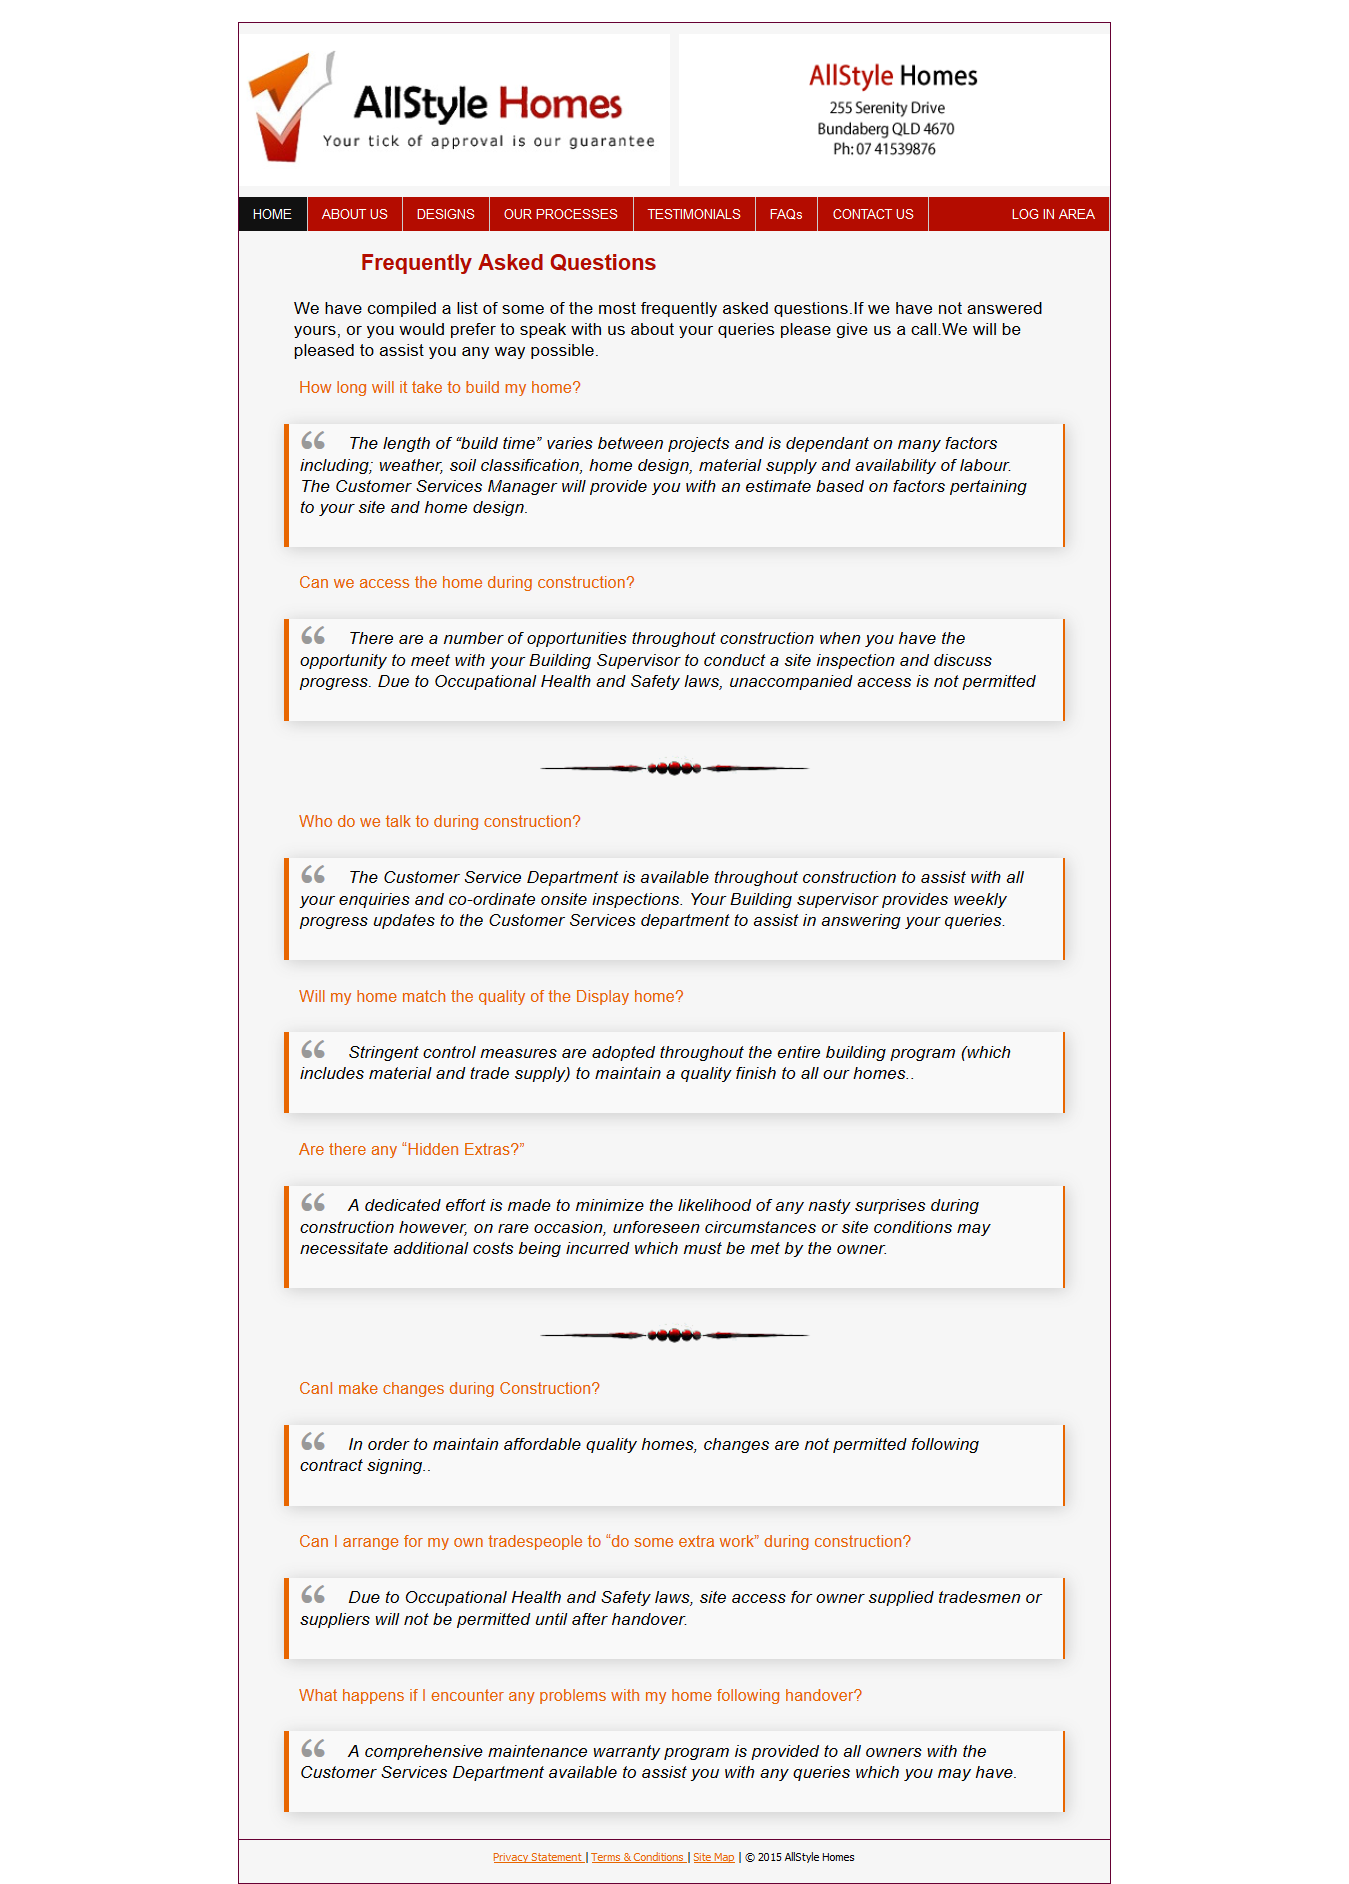 AllStyle Homes
Your tick of approval is our guarantee
AllStyle Homes
255 Serenity Drive
Bundaberg QLD 4670
Ph: 07 41539876
HOME ABOUT US DESIGNS OUR PROCESSES TESTIMONIALS FAQs CONTACT US LOG IN AREA
Frequently Asked Questions
We have compiled a list of some of the most frequently asked questions.If we have not answered
yours, or you would prefer to speak with us about your queries please give us a call.We will be
pleased to assist you any way possible.
How long will it take to build my home?
“ The length of “build time” varies between projects and is dependant on many factors
including; weather, soil classification, home design, material supply and availability of labour.
The Customer Services Manager will provide you with an estimate based on factors pertaining
to your site and home design.
Can we access the home during construction?
“ There are a number of opportunities throughout construction when you have the
opportunity to meet with your Building Supervisor to conduct a site inspection and discuss
progress. Due to Occupational Health and Safety laws, unaccompanied access is not permitted
Who do we talk to during construction?
“ The Customer Service Department is available throughout construction to assist with all
your enquiries and co-ordinate onsite inspections. Your Building supervisor provides weekly
progress updates to the Customer Services department to assist in answering your queries.
Will my home match the quality of the Display home?
“ Stringent control measures are adopted throughout the entire building program (which
includes material and trade supply) to maintain a quality finish to all our homes..
Are there any “Hidden Extras?”
“ A dedicated effort is made to minimize the likelihood of any nasty surprises during
construction however, on rare occasion, unforeseen circumstances or site conditions may
necessitate additional costs being incurred which must be met by the owner.
CanI make changes during Construction?
“ In order to maintain affordable quality homes, changes are not permitted following
contract signing..
Can I arrange for my own tradespeople to “do some extra work” during construction?
“ Due to Occupational Health and Safety laws, site access for owner supplied tradesmen or
suppliers will not be permitted until after handover.
What happens if I encounter any problems with my home following handover?
“ A comprehensive maintenance warranty program is provided to all owners with the
Customer Services Department available to assist you with any queries which you may have.
Privacy Statement | Terms & Conditions | Site Map | © 2015 AllStyle Homes